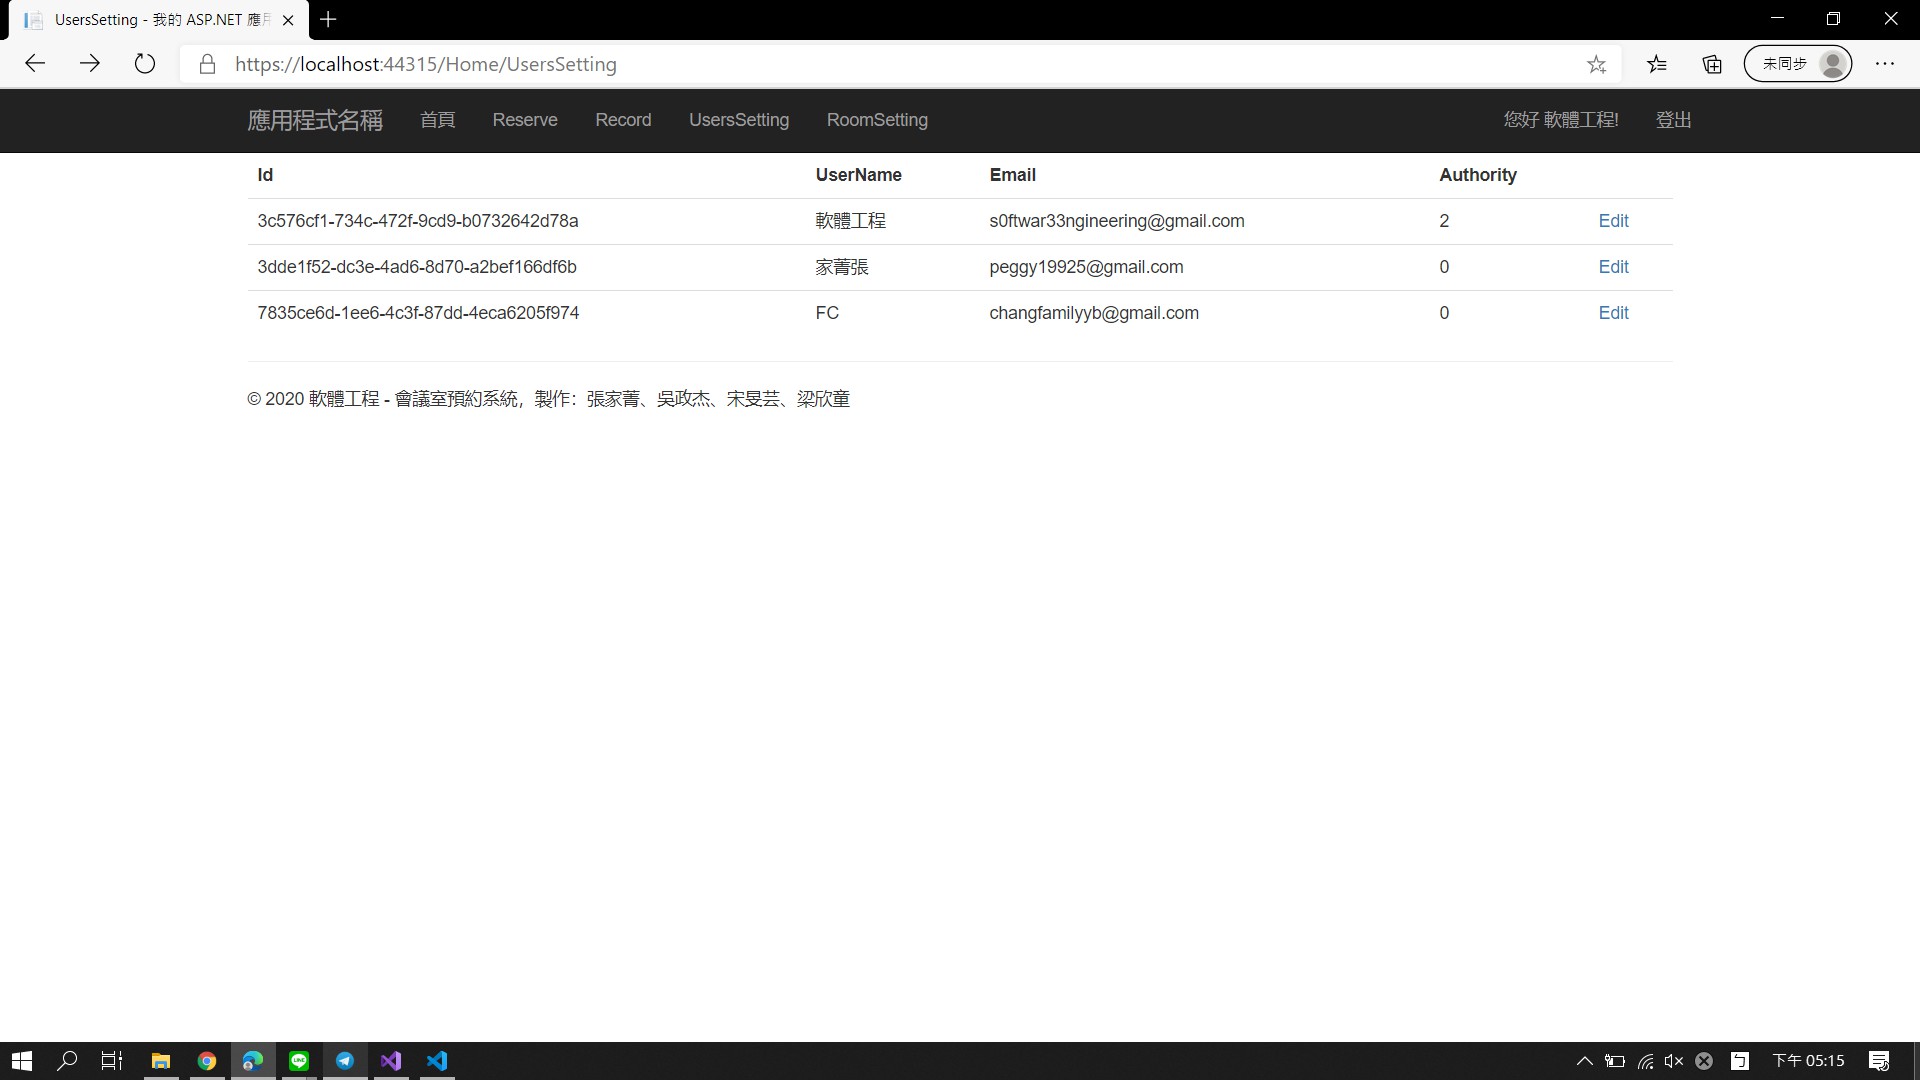 UsersSetting - 我的 ASP.NET 應用
https://localhost:44315/Home/UsersSetting
未同步
應用程式名稱 首頁 Reserve Record UsersSetting RoomSetting 您好 軟體工程! 登出
Id UserName Email Authority
3c576cf1-734c-472f-9cd9-b0732642d78a 軟體工程 s0ftwar33ngineering@gmail.com 2 Edit
3dde1f52-dc3e-4ad6-8d70-a2bef166df6b 家菁張 peggy19925@gmail.com 0 Edit
7835ce6d-1ee6-4c3f-87dd-4eca6205f974 FC changfamilyyb@gmail.com 0 Edit
© 2020 軟體工程 - 會議室預約系統，製作：張家菁、吳政杰、宋旻芸、梁欣童
LINE
ㄅ 下午 05:15